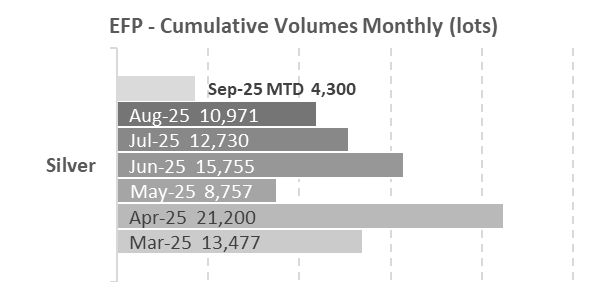 EFP - Cumulative Volumes Monthly (lots)
Sep-25 MTD 4,300
Aug-25 10,971
Jul-25 12,730
Jun-25 15,755
Silver
May-25 8,757
Apr-25 21,200
Mar-25 13,477